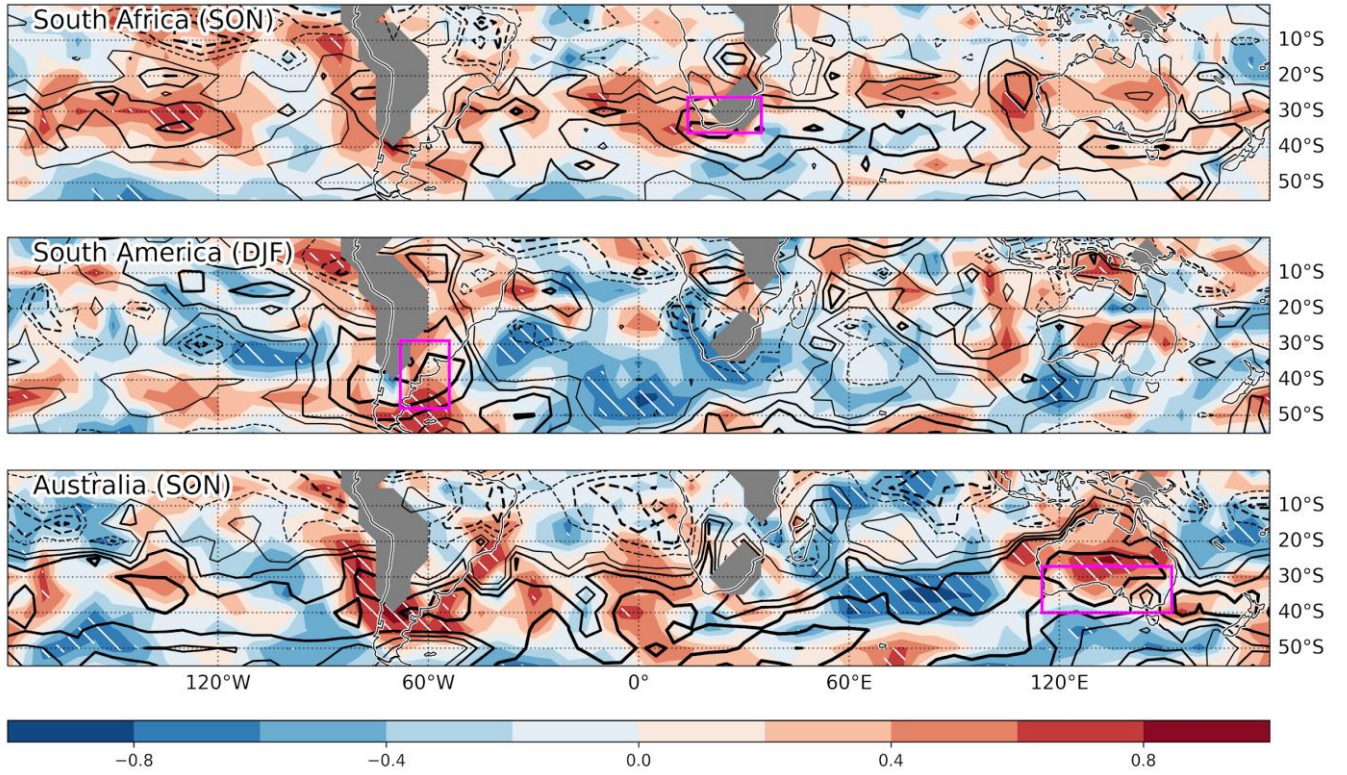 South Africa (SON)
10°S
20°S
30°S
40°S
50°S
South America (DJF)
10°S
20°S
30°S
40°S
50°S
Australia (SON)
10°S
20°S
30°S
40°S
50°S
120°W 60°W 0° 60°E 120°E
−0.8 −0.4 0.0 0.4 0.8